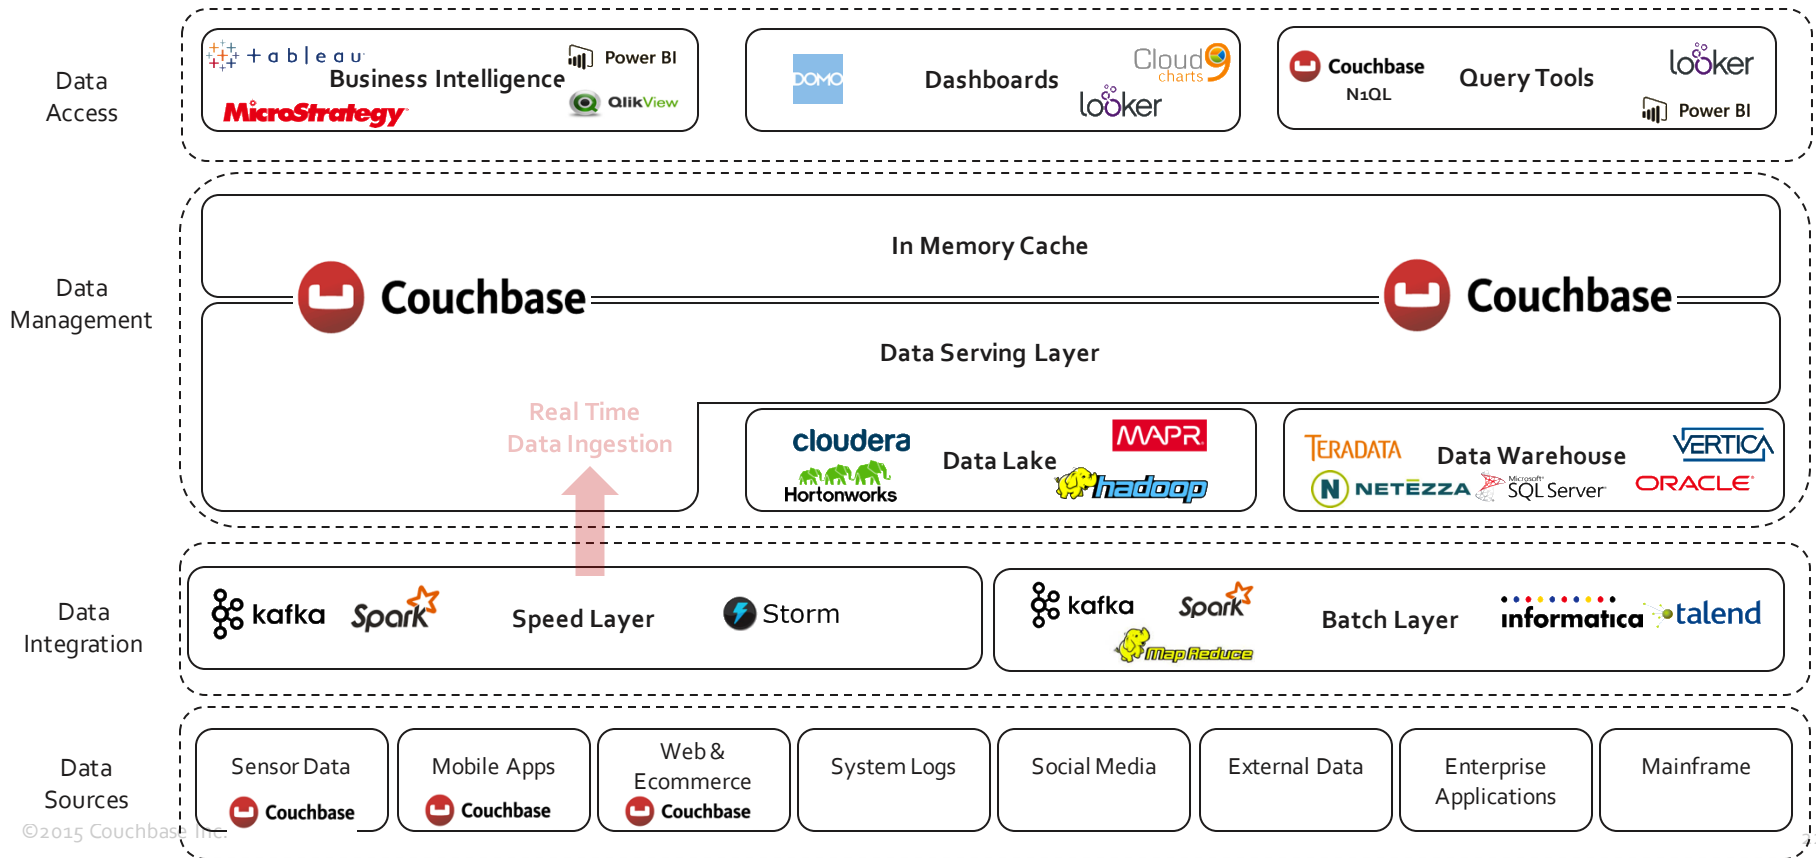 Data
Access
tableau
Business Intelligence
Power BI
MicroStrategy
QlikView
DOMO
Dashboards
Cloud9
charts
looker
Couchbase
N1QL
Query Tools
looker
Power BI
Data
Management
In Memory Cache
Couchbase
Couchbase
Data Serving Layer
Real Time
Data Ingestion
cloudera
Hortonworks
Data Lake
MAPR
hadoop
TERADATA
Data Warehouse
VERTICA
NETEZZA
Microsoft
SQL Server
ORACLE
Data
Integration
kafka
Spark
Speed Layer
Storm
kafka
Spark
Map Reduce
Batch Layer
informatica
talend
Data
Sources
Sensor Data
Couchbase
Mobile Apps
Couchbase
Web &
Ecommerce
Couchbase
System Logs
Social Media
External Data
Enterprise
Applications
Mainframe
©2015 Couchbase Inc.